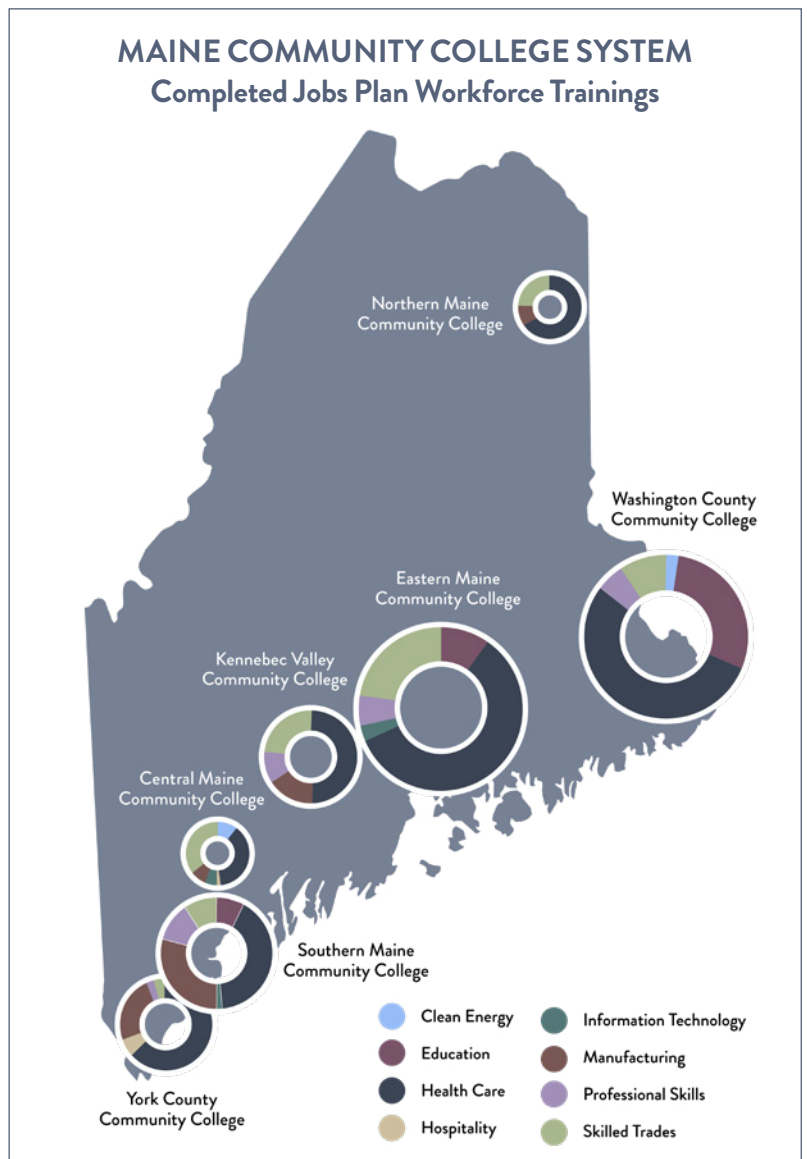 MAINE COMMUNITY COLLEGE SYSTEM
Completed Jobs Plan Workforce Trainings
Northern Maine
Community College
Washington County
Community College
Eastern Maine
Community College
Kennebec Valley
Community College
Central Maine
Community College
Southern Maine
Community College
York County
Community College
Clean Energy
Education
Health Care
Hospitality
Information Technology
Manufacturing
Professional Skills
Skilled Trades